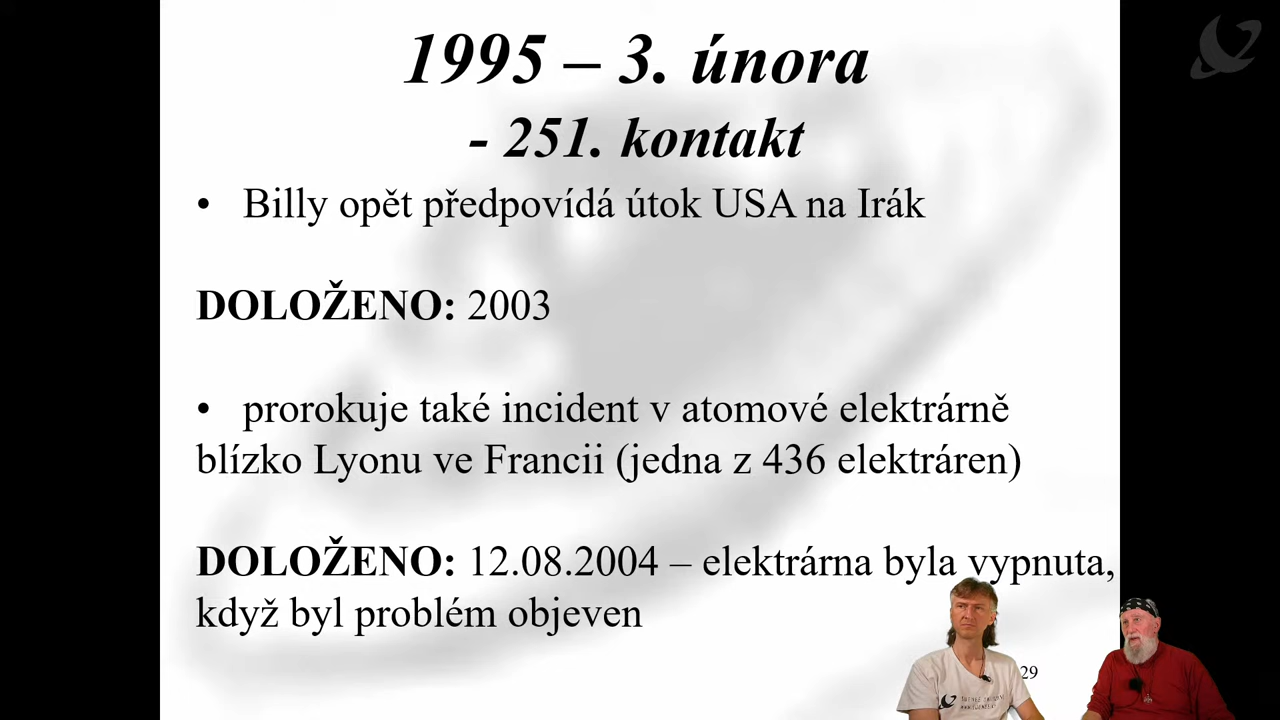 1995 – 3. února
- 251. kontakt
• Billy opět předpovídá útok USA na Irák
DOLOŽENO: 2003
• prorokuje také incident v atomové elektrárně
blízko Lyonu ve Francii (jedna z 436 elektráren)
DOLOŽENO: 12.08.2004 – elektrárna byla vypnuta,
když byl problém objeven
29